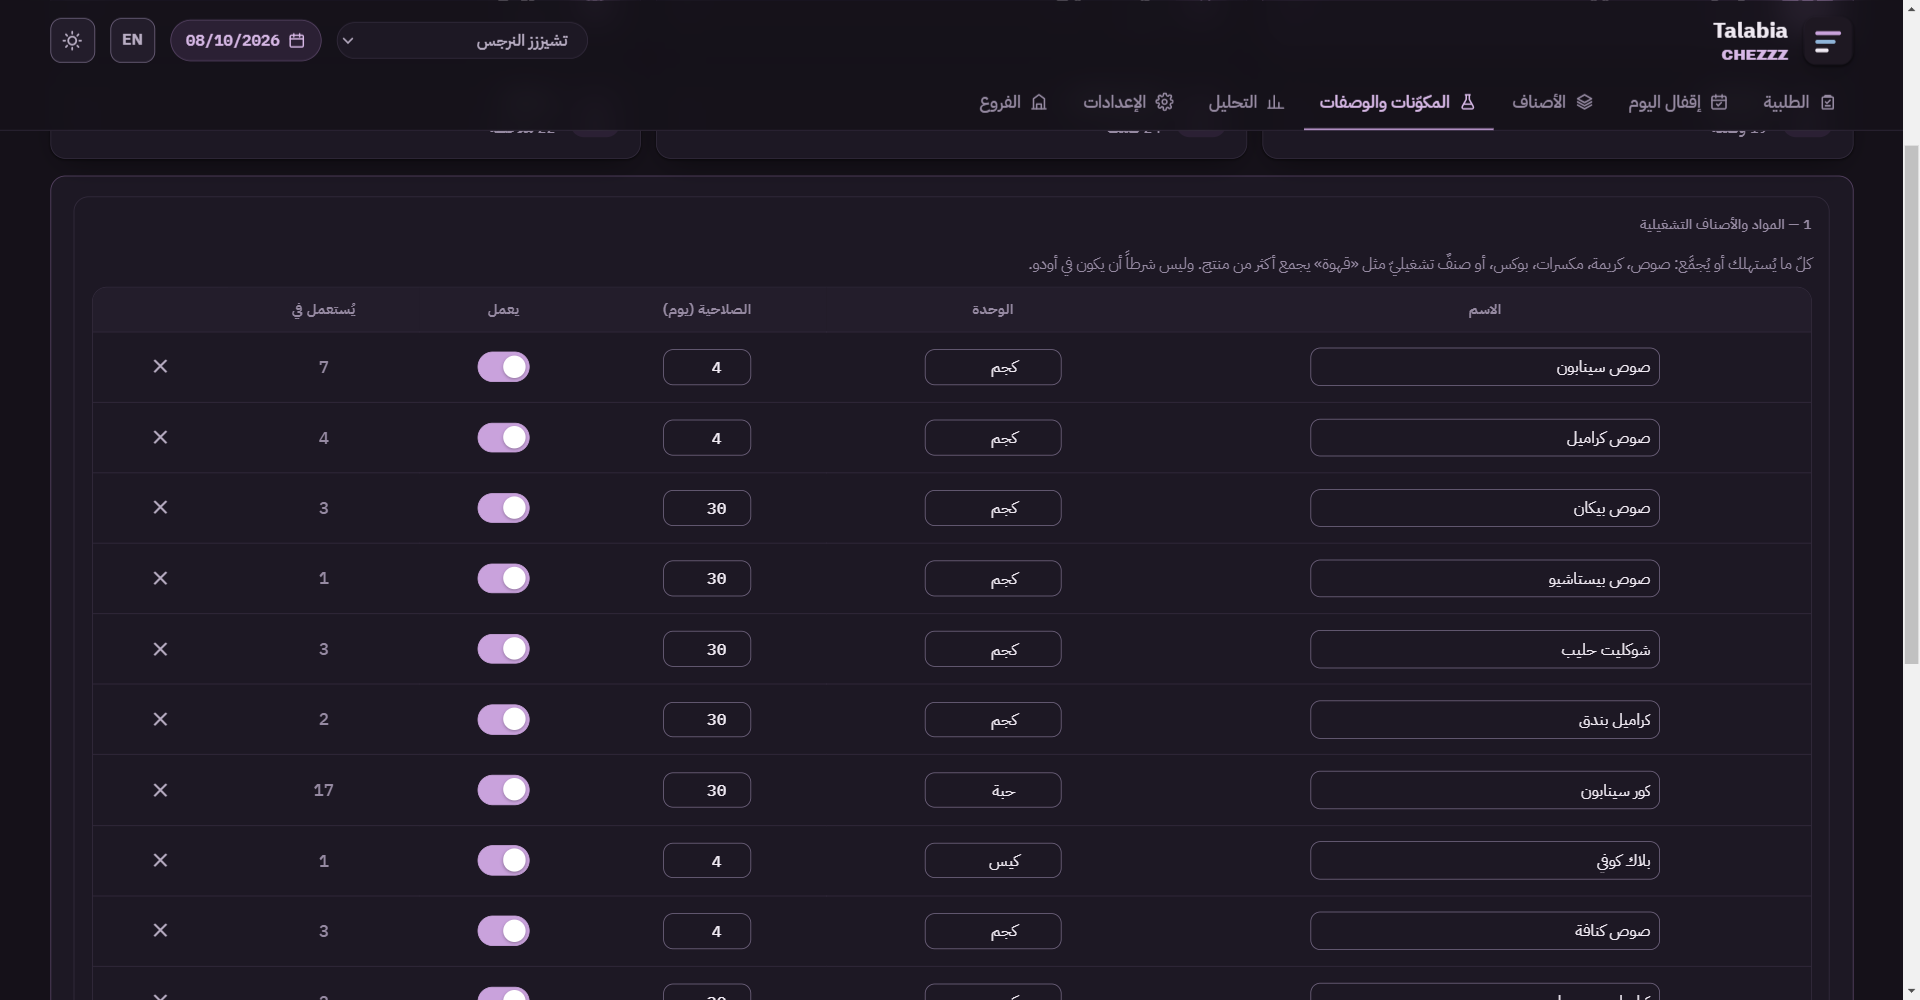 Talabia
CHEZZZ
تشيززز النرجس
08/10/2026
EN
الطلبية
إقفال اليوم
الأصناف
المكوّنات والوصفات
التحليل
الإعدادات
الفروع
1 — المواد والأصناف التشغيلية
كلّ ما يُستهلك أو يُجمَّع: صوص، كريمة، مكسرات، بوكس، أو صنفٌ تشغيليّ مثل «قهوة» يجمع أكثر من منتج. وليس شرطاً أن يكون في أودو.
الاسم الوحدة الصلاحية (يوم) يعمل يُستعمل في
صوص سينابون كجم 4 7
صوص كراميل كجم 4 4
صوص بيكان كجم 30 3
صوص بيستاشيو كجم 30 1
شوكليت حليب كجم 30 3
كراميل بندق كجم 30 2
كور سينابون حبة 30 17
بلاك كوفي كيس 4 1
صوص كنافة كجم 4 3